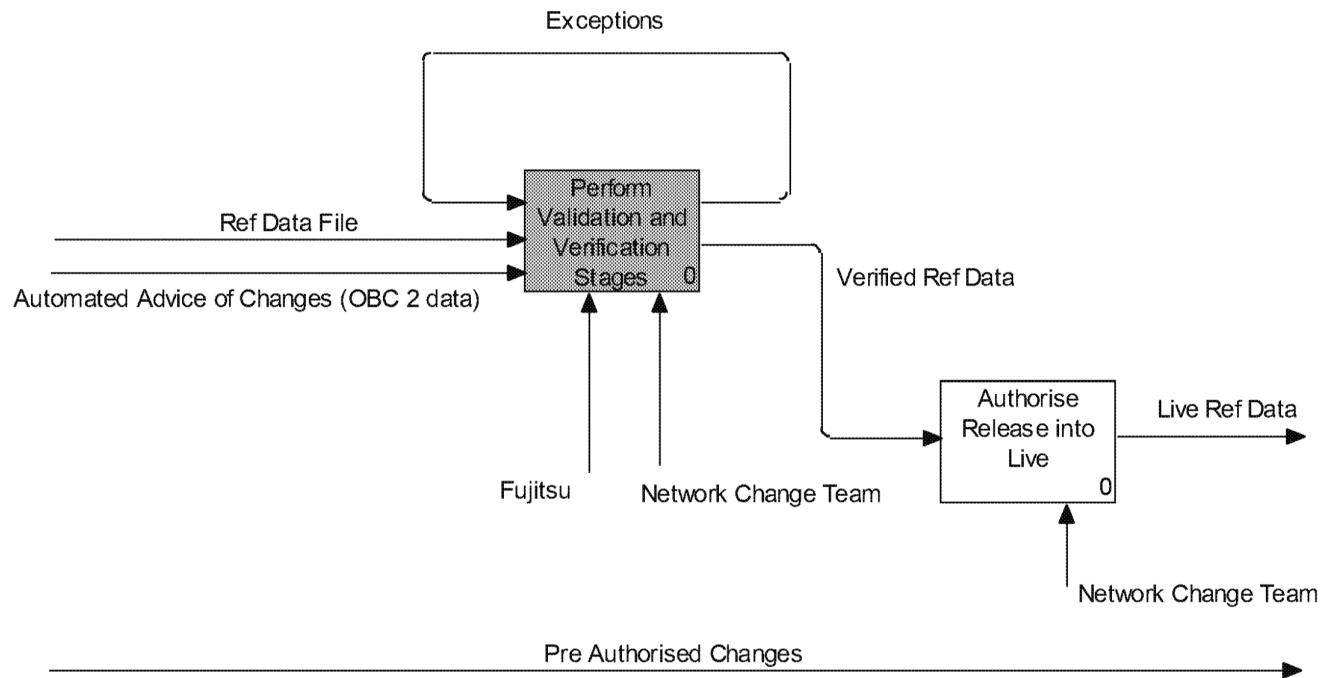 Exceptions
Perform
Validation and
Verification
Stages 0
Ref Data File
Automated Advice of Changes (OBC 2 data)
Verified Ref Data
Authorise
Release into
Live
0
Live Ref Data
Fujitsu
Network Change Team
Network Change Team
Pre Authorised Changes